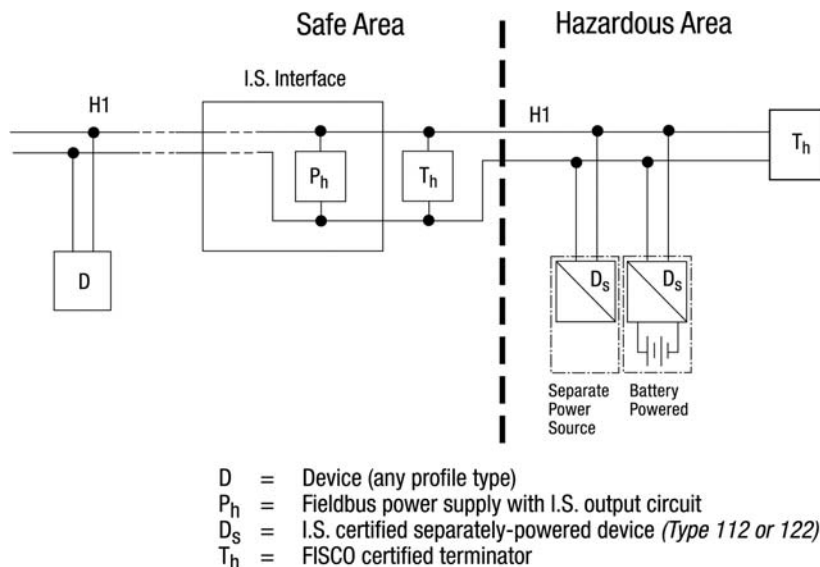 Safe Area
Hazardous Area
I.S. Interface
H1
H1
Ph
Th
Th
D
Ds
Ds
Separate
Power
Source
Battery
Powered
D = Device (any profile type)
Ph = Fieldbus power supply with I.S. output circuit
Ds = I.S. certified separately-powered device (Type 112 or 122)
Th = FISCO certified terminator